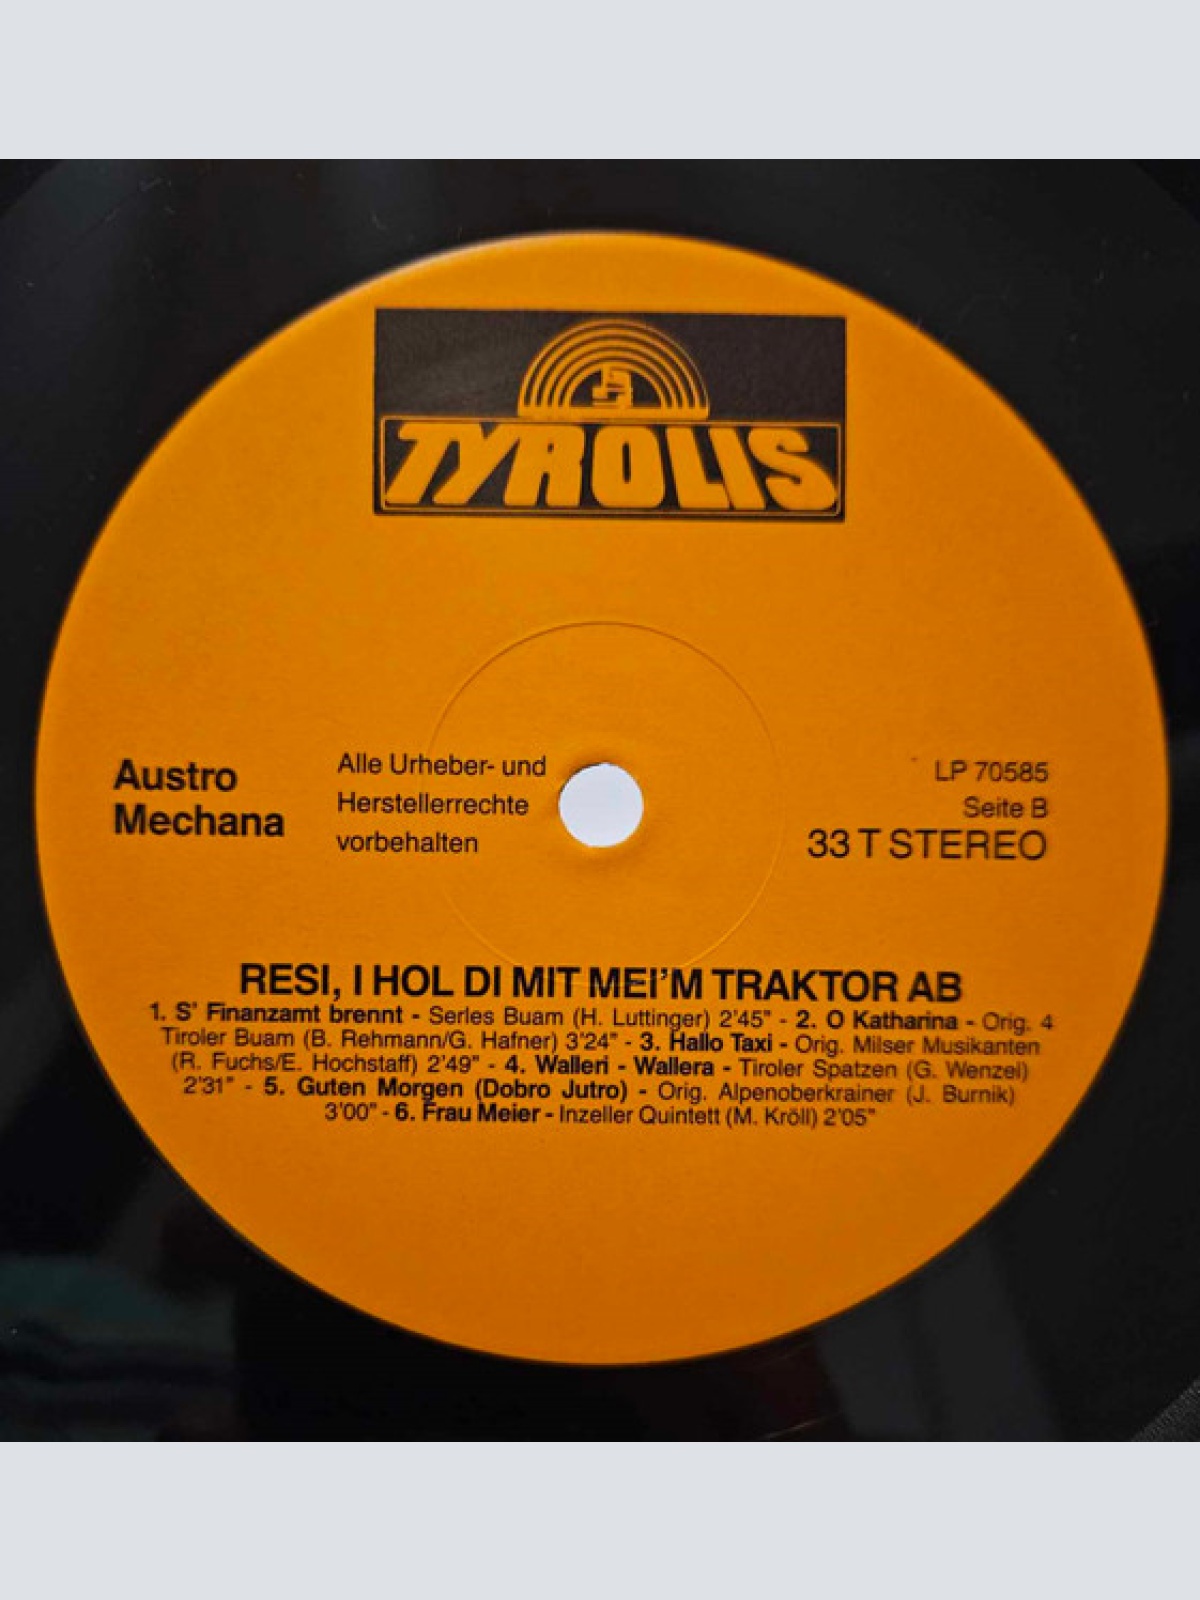 TYROLIS
Austro
Mechana
Alle Urheber- und
Herstellerrechte
vorbehalten
LP 70585
Seite B
33 T STEREO
RESI, I HOL DI MIT MEI'M TRAKTOR AB
1. S' Finanzamt brennt - Serles Buam (H. Luttinger) 2'45" - 2. O Katharina - Orig. 4
Tiroler Buam (B. Rehmann/G. Hafner) 3'24" - 3. Hallo Taxi - Orig. Milser Musikanten
(R. Fuchs/E. Hochstaff) 2'49" - 4. Walleri - Wallera - Tiroler Spatzen (G. Wenzel)
2'31" - 5. Guten Morgen (Dobro Jutro) - Orig. Alpenoberkrainer (J. Burnik)
3'00" - 6. Frau Meier - Inzeller Quintett (M. Kröll) 2'05"